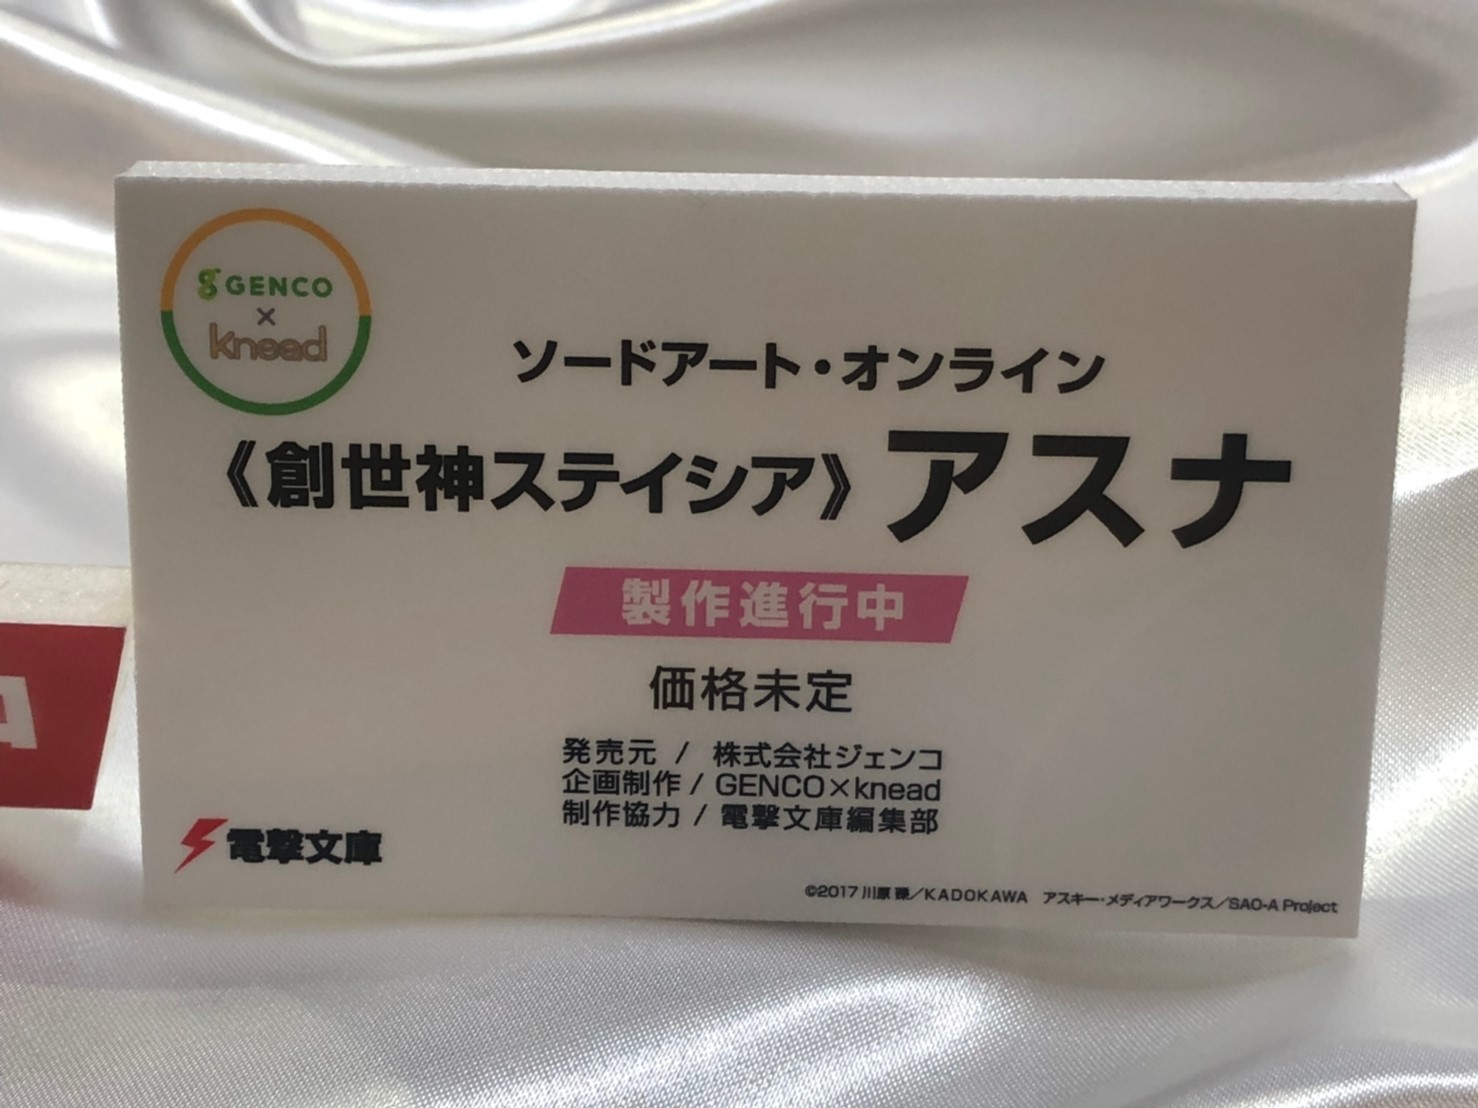 GENCO
×
knead
ソードアート・オンライン
《創世神ステイシア》アスナ
製作進行中
価格未定
発売元 / 株式会社ジェンコ
企画制作 / GENCO×knead
制作協力 / 電撃文庫編集部
電撃文庫
©2017 川原 礫／KADOKAWA アスキー・メディアワークス／SAO-A Project